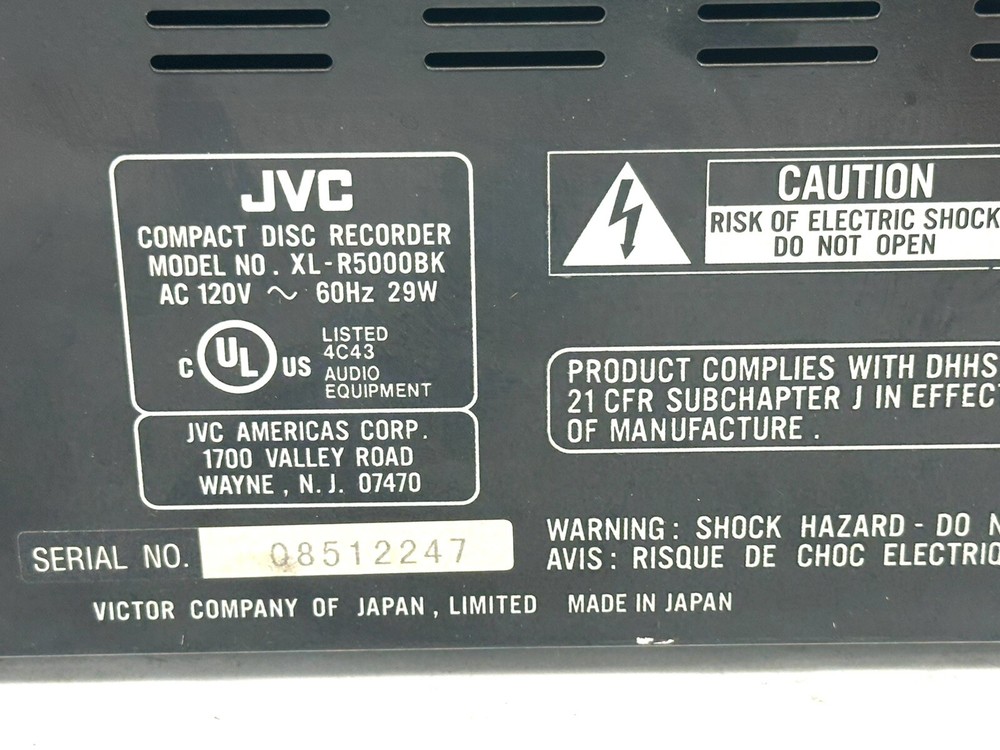 JVC
COMPACT DISC RECORDER
MODEL NO. XL-R5000BK
AC 120V ~ 60Hz 29W
C UL US
LISTED
4C43
AUDIO
EQUIPMENT
JVC AMERICAS CORP.
1700 VALLEY ROAD
WAYNE, N.J. 07470
SERIAL NO. Q8512247
VICTOR COMPANY OF JAPAN, LIMITED MADE IN JAPAN
CAUTION
RISK OF ELECTRIC SHOCK
DO NOT OPEN
PRODUCT COMPLIES WITH DHHS
21 CFR SUBCHAPTER J IN EFFECT
OF MANUFACTURE.
WARNING: SHOCK HAZARD - DO N
AVIS: RISQUE DE CHOC ELECTRIQ